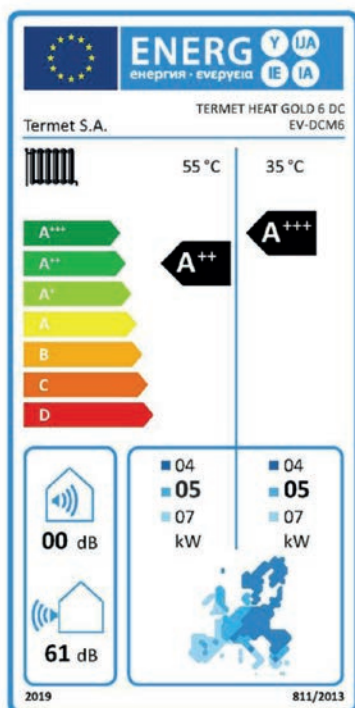 ENERG
енергия · ενεργεια
Y IJA
IE IA
TERMET HEAT GOLD 6 DC
Termet S.A. EV-DCM6
55 °C 35 °C
A+++ A+++
A++ A++
A+
A
B
C
D
04 04
05 05
07 07
kW kW
00 dB
61 dB
2019 811/2013